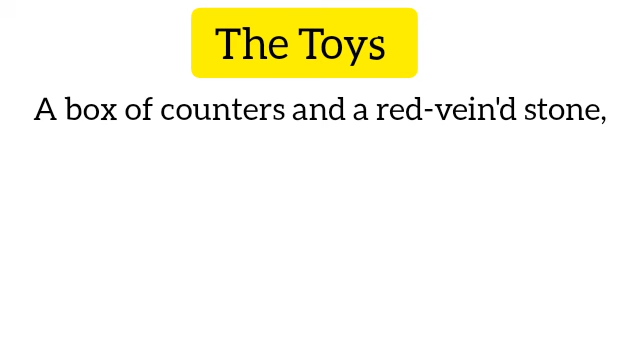 The Toys
A box of counters and a red-vein'd stone,